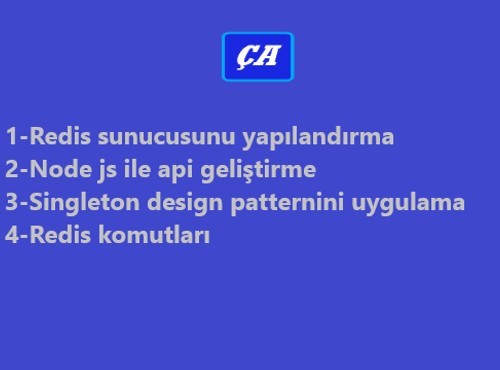 ÇA
1-Redis sunucusunu yapılandırma
2-Node js ile api geliştirme
3-Singleton design patternini uygulama
4-Redis komutları